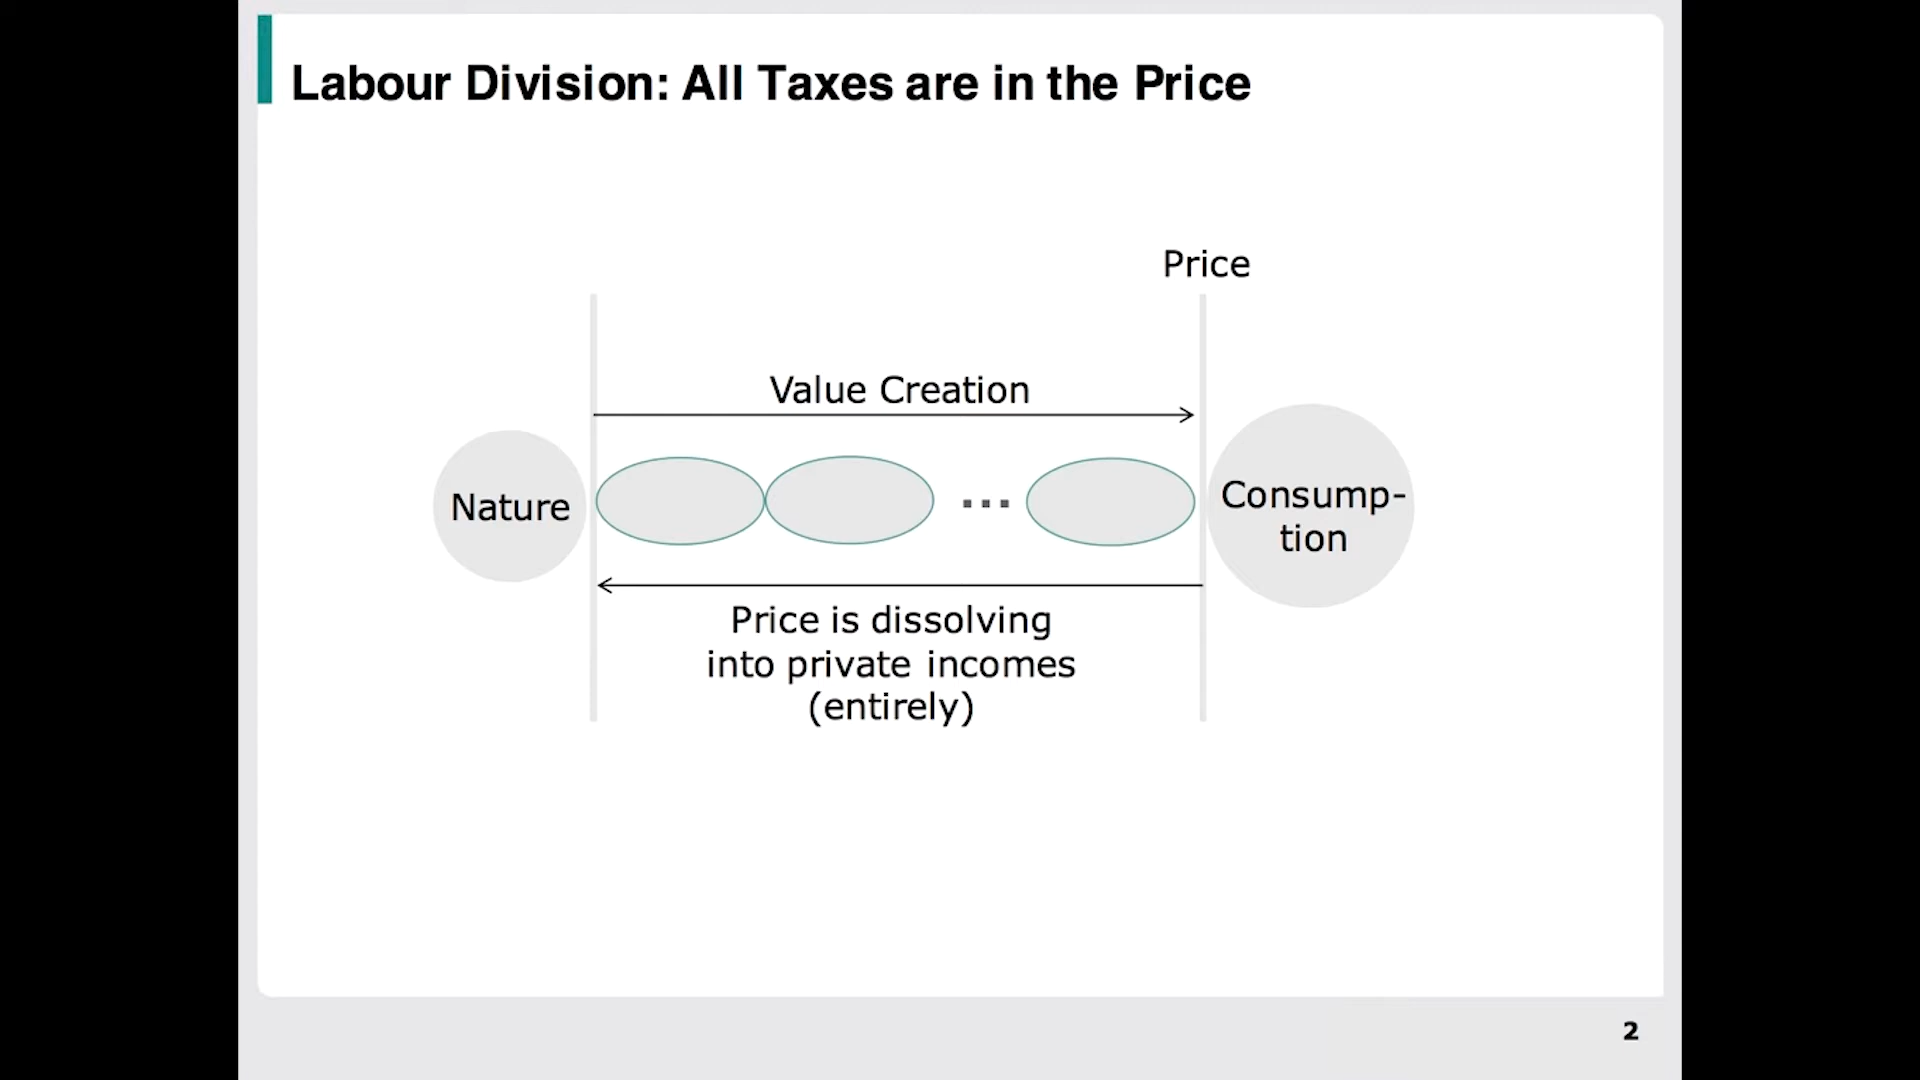 Labour Division: All Taxes are in the Price
Price
Value Creation
Nature
...
Consump-
tion
Price is dissolving
into private incomes
(entirely)
2